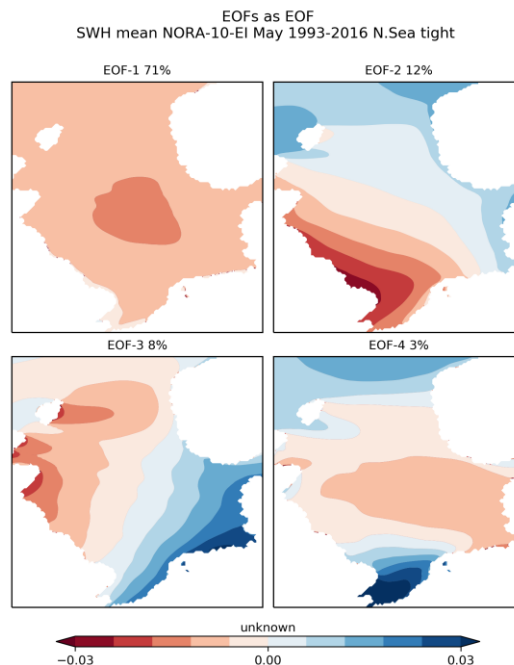 EOFs as EOF
SWH mean NORA-10-EI May 1993-2016 N.Sea tight
EOF-1 71%
EOF-2 12%
EOF-3 8%
EOF-4 3%
unknown
−0.03
0.00
0.03